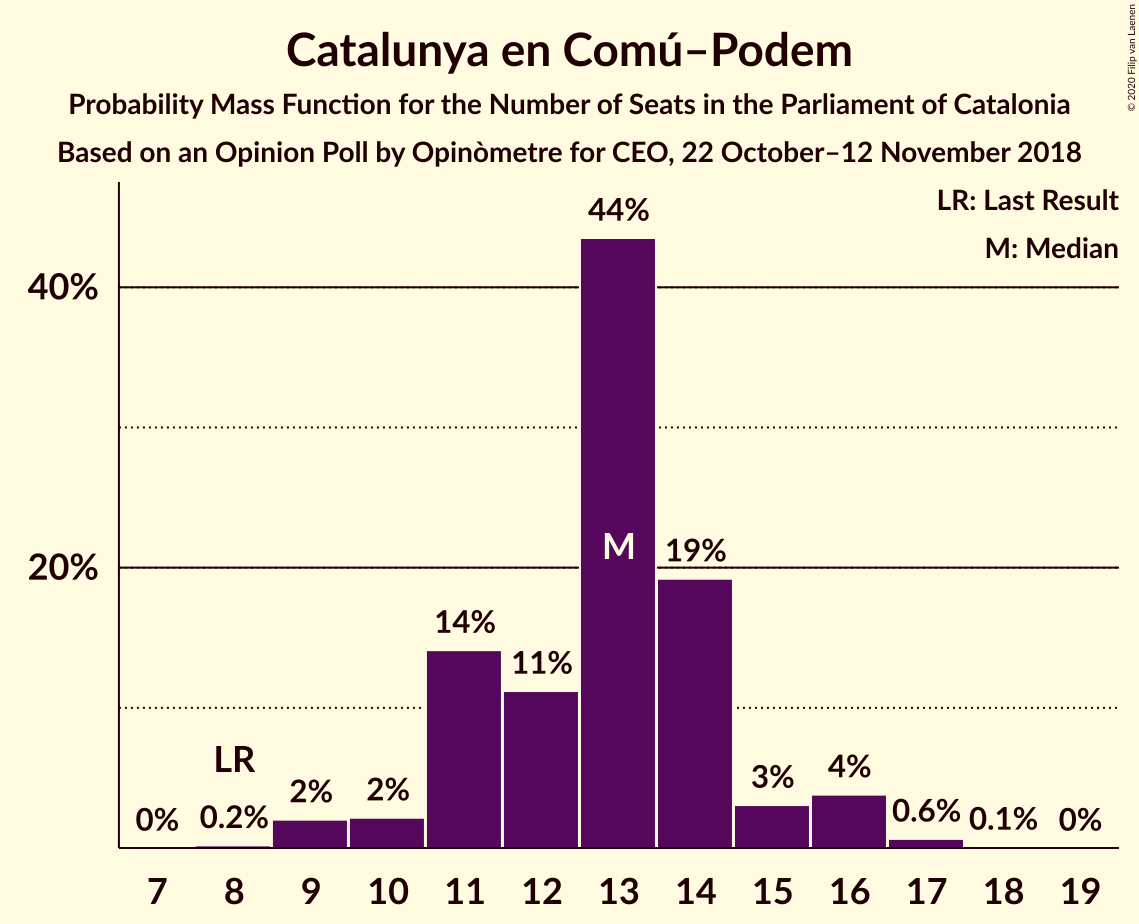 Catalunya en Comú–Podem
Probability Mass Function for the Number of Seats in the Parliament of Catalonia
Based on an Opinion Poll by Opinòmetre for CEO, 22 October–12 November 2018
© 2020 Filip van Laenen
LR: Last Result
M: Median
44%
40%
M
19%
20%
14%
11%
LR
0%
0.2%
2%
2%
3%
4%
0.6%
0.1%
0%
7 8 9 10 11 12 13 14 15 16 17 18 19